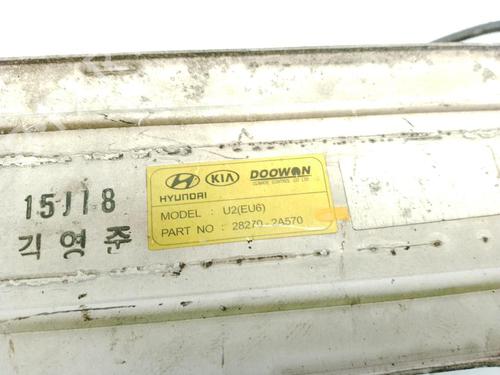 15J18
김영준
HYUNDAI KIA DOOWON
CLIMATE CONTROL CO LTD
MODEL : U2(EU6)
PART NO : 28270-2A570